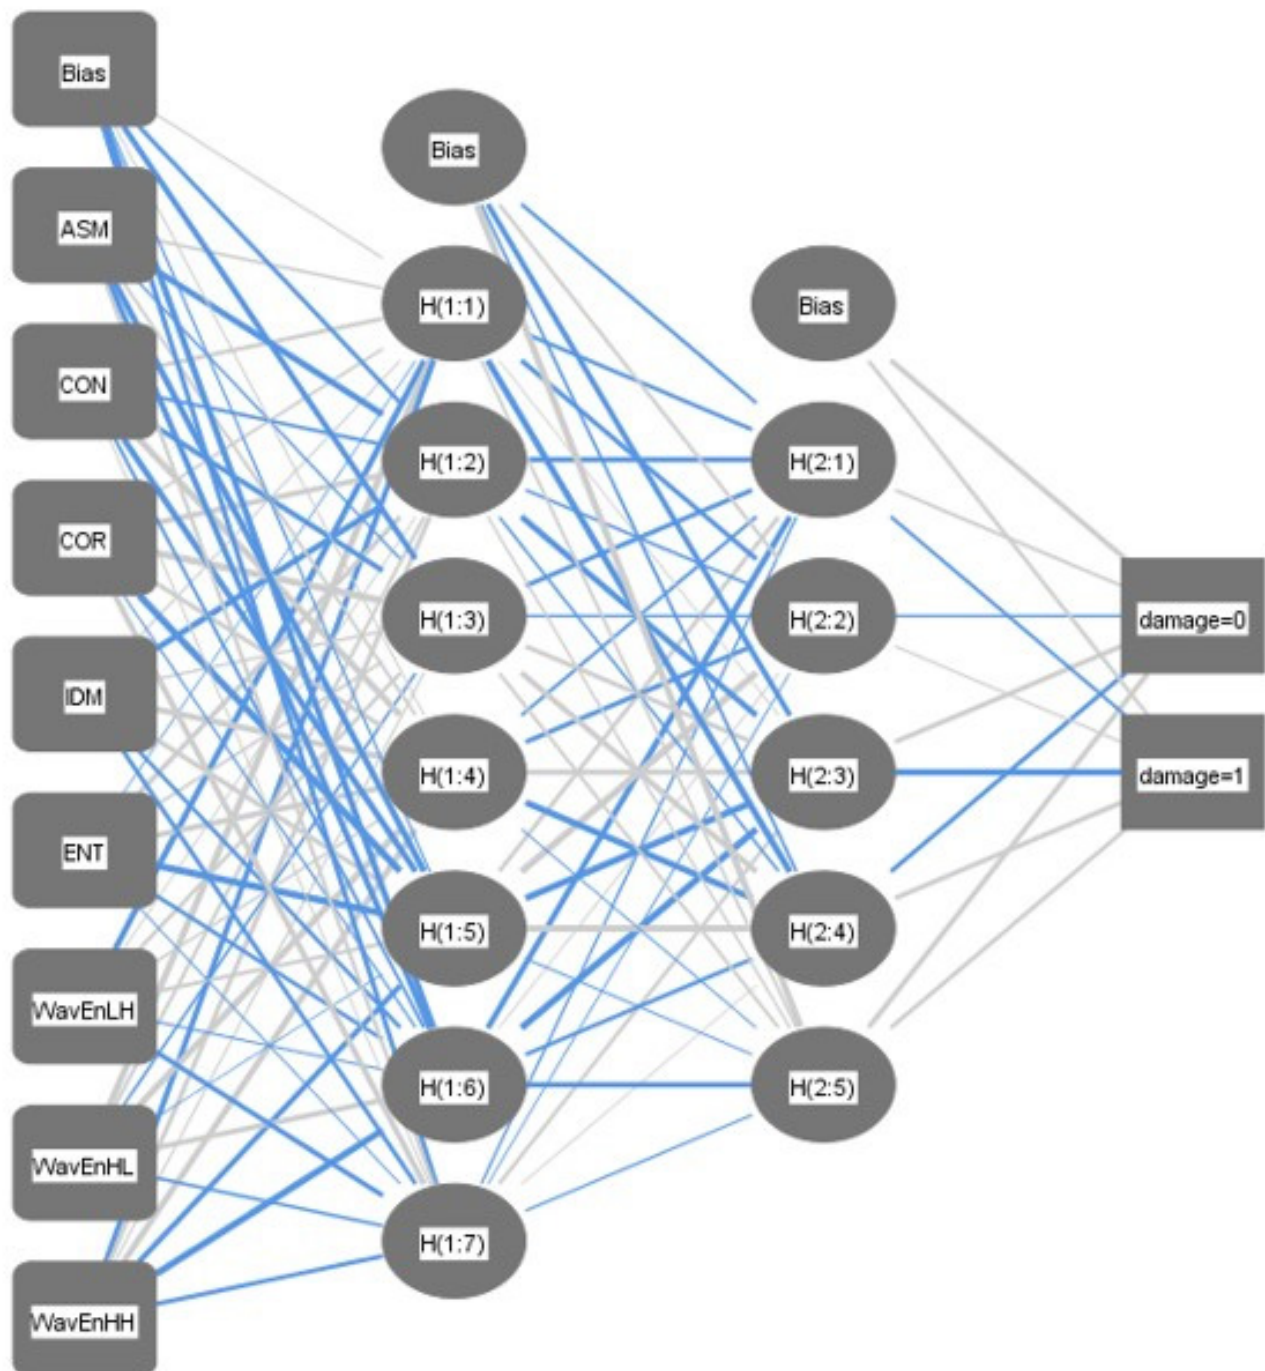 Bias
ASM
CON
COR
IDM
ENT
WavEnLH
WavEnHL
WavEnHH
Bias
H(1:1)
H(1:2)
H(1:3)
H(1:4)
H(1:5)
H(1:6)
H(1:7)
Bias
H(2:1)
H(2:2)
H(2:3)
H(2:4)
H(2:5)
damage=0
damage=1